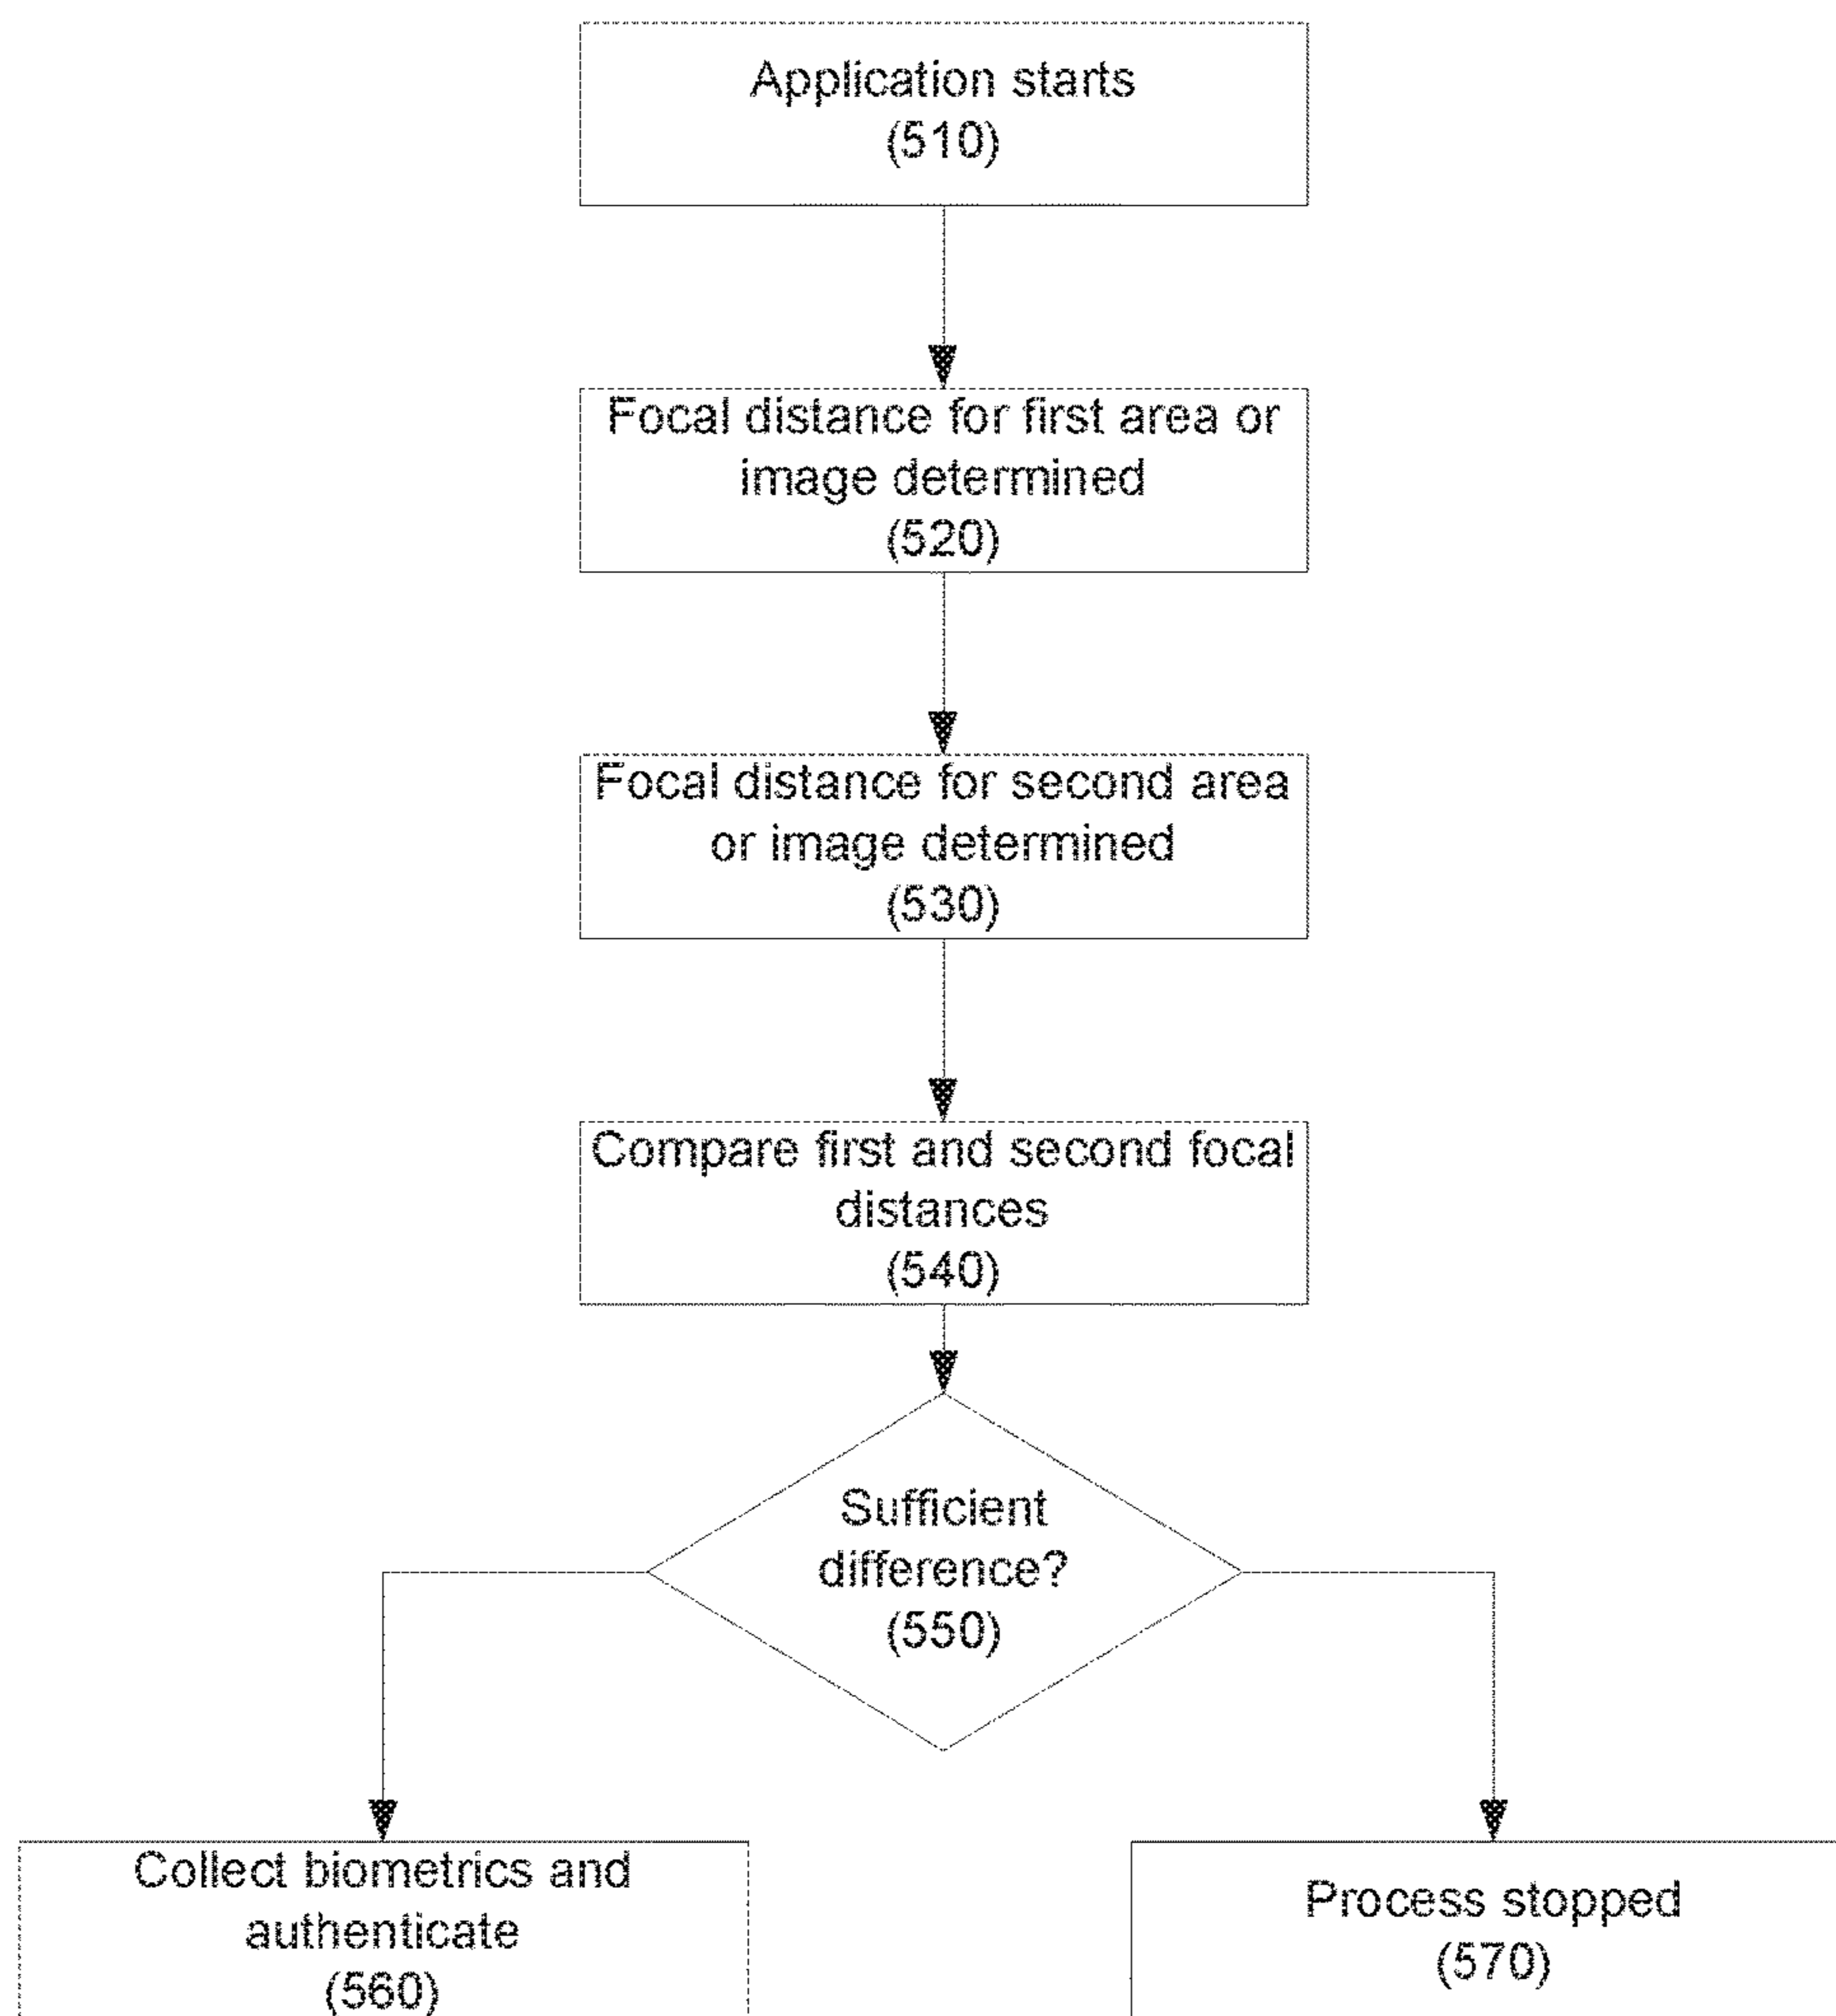 Application starts
(510)
Focal distance for first area or
image determined
(520)
Focal distance for second area
or image determined
(530)
Compare first and second focal
distances
(540)
Sufficient
difference?
(550)
Collect biometrics and
authenticate
(560)
Process stopped
(570)